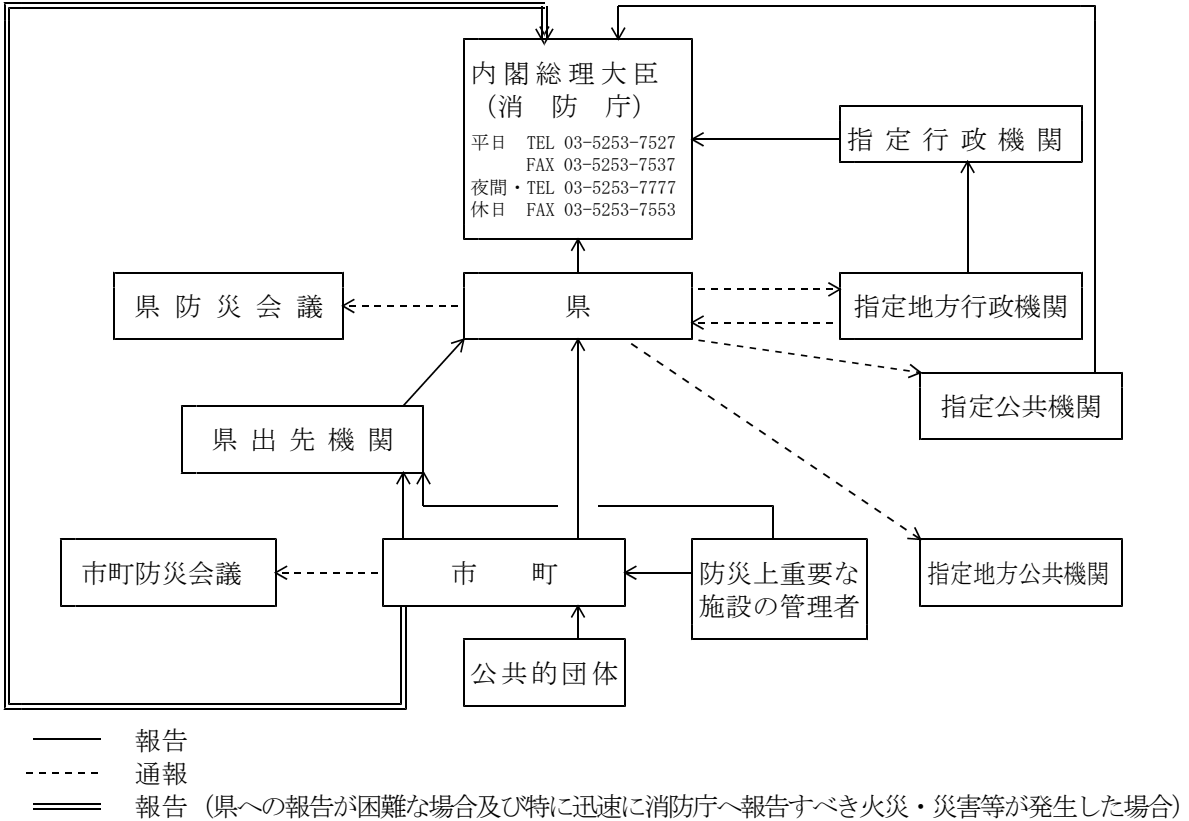 内閣総理大臣
（消　防　庁）
平日　TEL 03-5253-7527
FAX 03-5253-7537
夜間・TEL 03-5253-7777
休日　FAX 03-5253-7553
指定行政機関
県防災会議
県
指定地方行政機関
指定公共機関
県出先機関
市町防災会議
市　町
防災上重要な
施設の管理者
指定地方公共機関
公共的団体
報告
通報
報告（県への報告が困難な場合及び特に迅速に消防庁へ報告すべき火災・災害等が発生した場合）